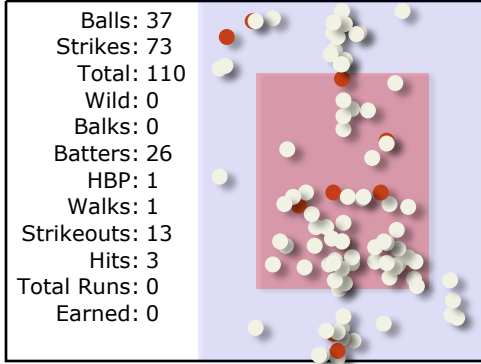 Balls: 37
Strikes: 73
Total: 110
Wild: 0
Balks: 0
Batters: 26
HBP: 1
Walks: 1
Strikeouts: 13
Hits: 3
Total Runs: 0
Earned: 0